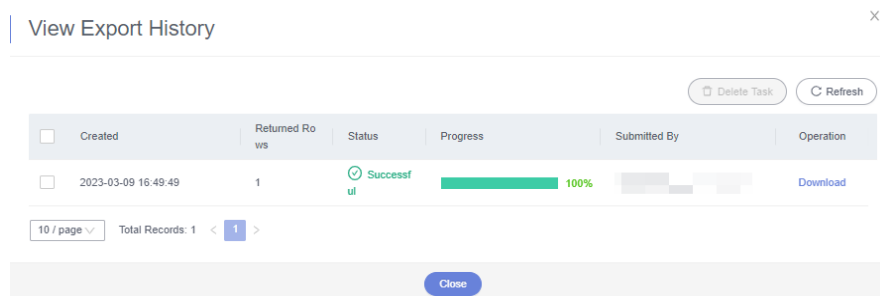 View Export History
Delete Task
Refresh
Created
Returned Ro
ws
Status
Progress
Submitted By
Operation
2023-03-09 16:49:49
1
Successf
ul
100%
Download
10 / page
Total Records: 1
<
1
>
Close